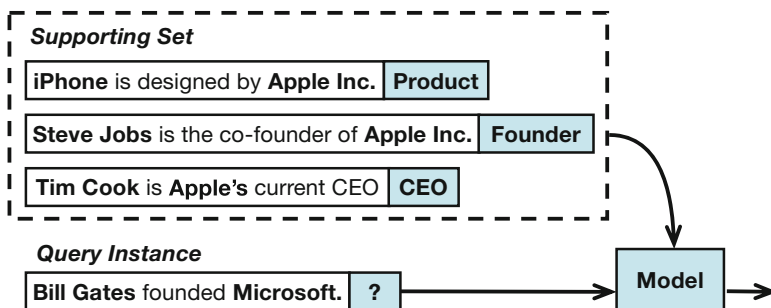 Supporting Set
iPhone is designed by Apple Inc. Product
Steve Jobs is the co-founder of Apple Inc. Founder
Tim Cook is Apple's current CEO CEO
Query Instance
Bill Gates founded Microsoft. ?
Model